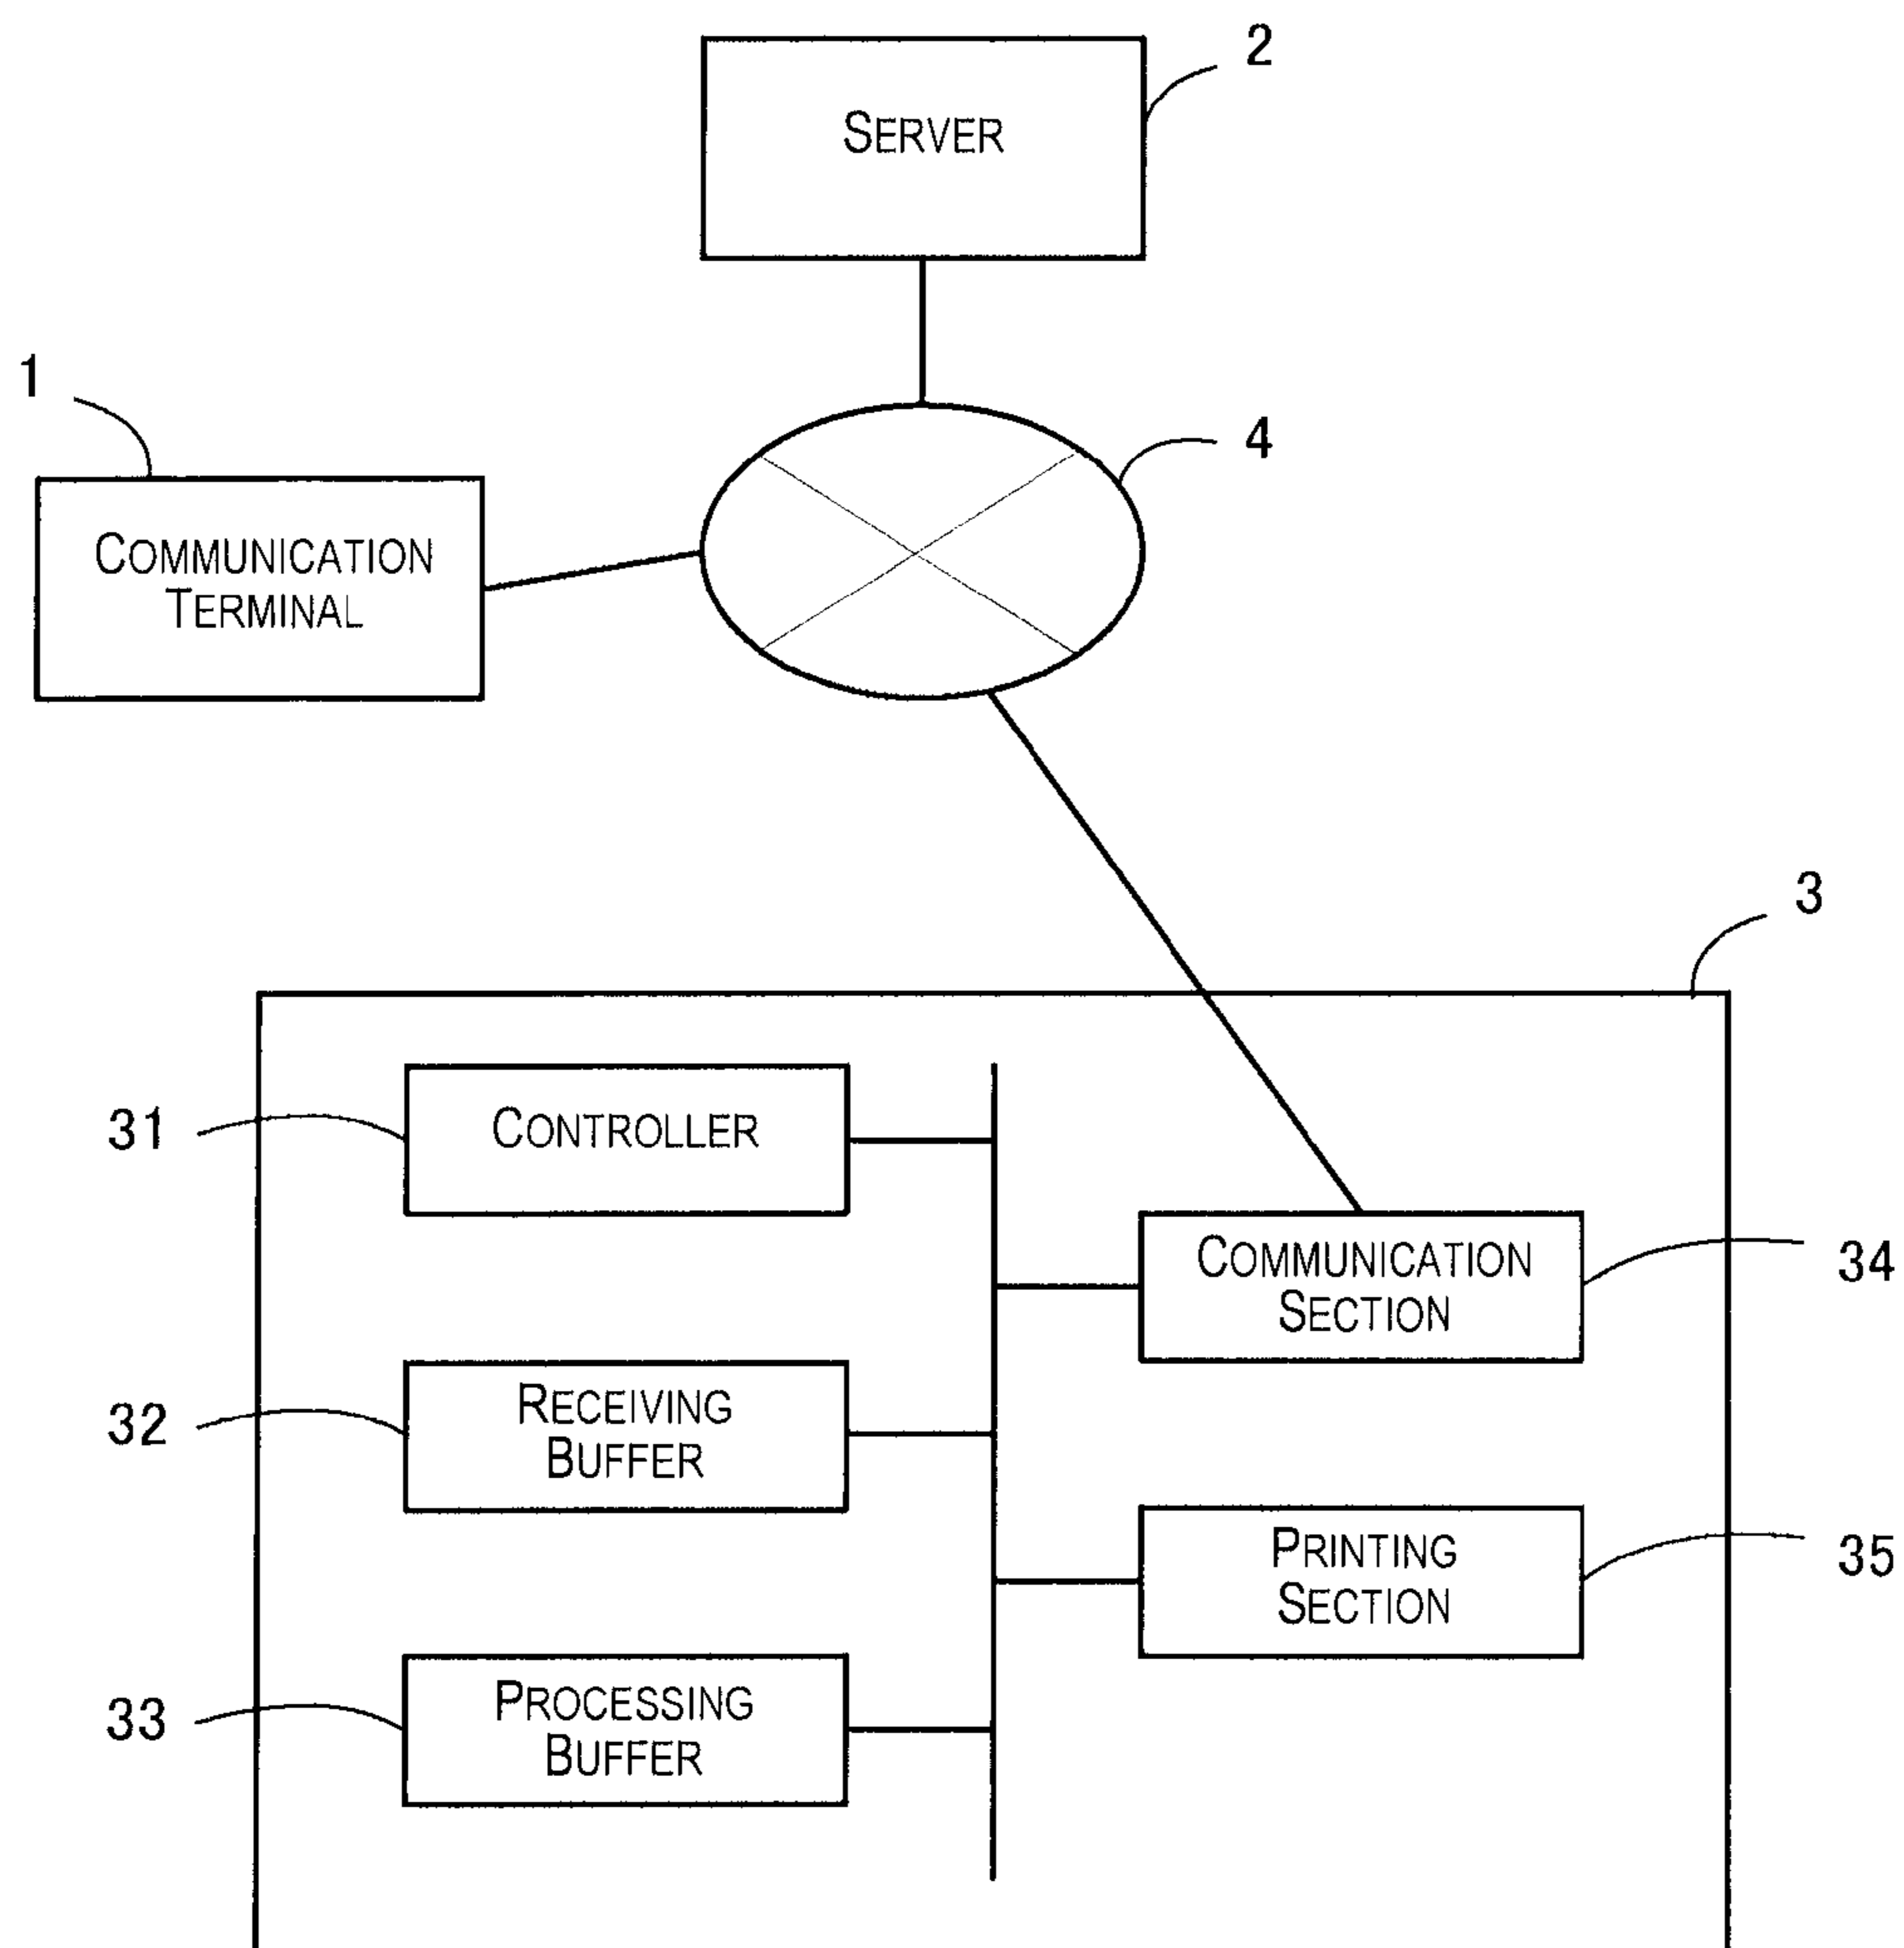 2
SERVER
1
4
COMMUNICATION
TERMINAL
3
31
CONTROLLER
COMMUNICATION
SECTION
34
32
RECEIVING
BUFFER
PRINTING
SECTION
35
33
PROCESSING
BUFFER